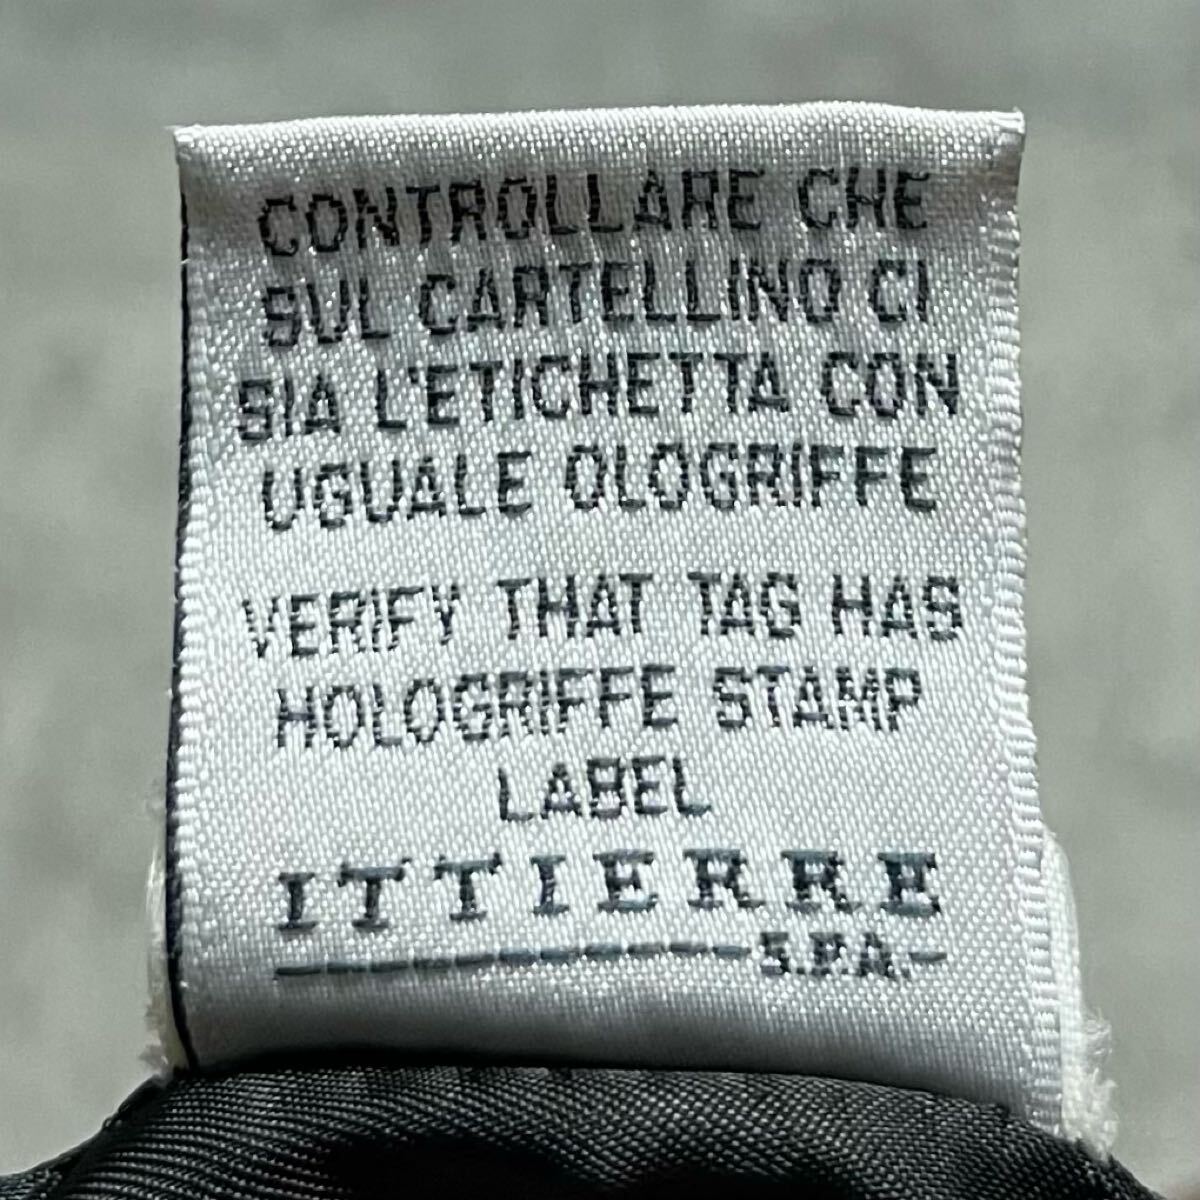 CONTROLLARE CHE
SUL CARTELLINO CI
SIA L'ETICHETTA CON
UGUALE OLOGRIFFE
VERIFY THAT TAG HAS
HOLOGRIFFE STAMP
LABEL
ITTIERRE
S.P.A.